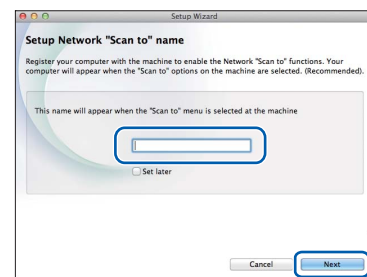 Setup Wizard
Setup Network "Scan to" name
Register your computer with the machine to enable the Network "Scan to" functions. Your
computer will appear when the "Scan to" options on the machine are selected. (Recommended).
This name will appear when the "Scan to" menu is selected at the machine
Set later
Cancel
Next